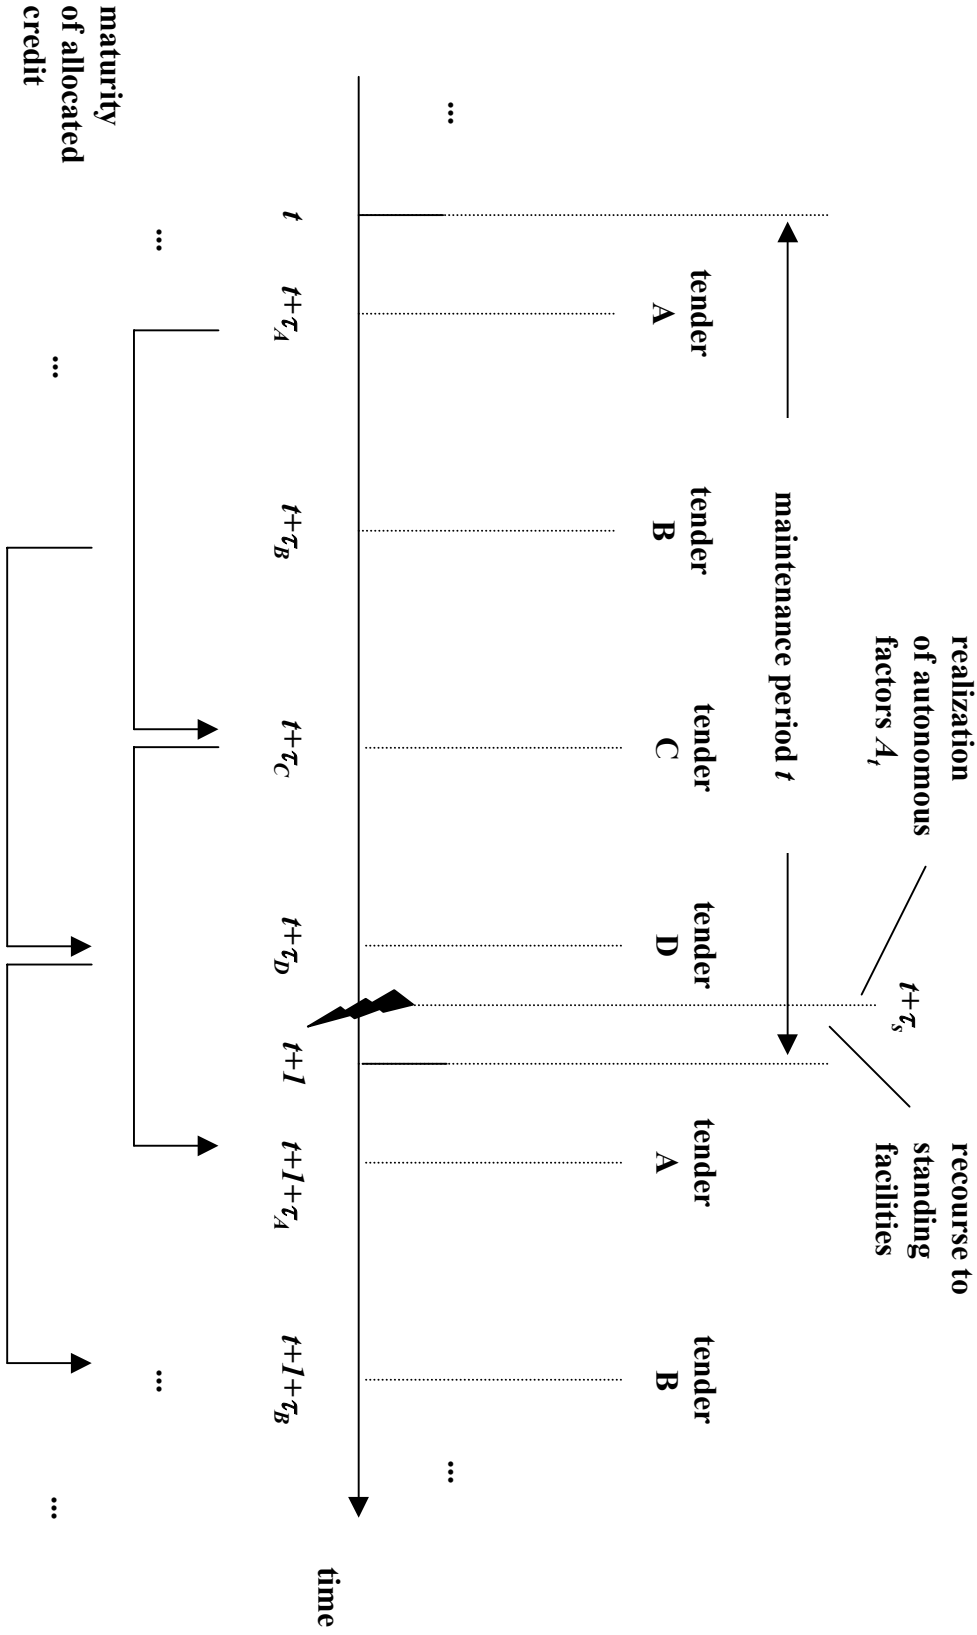 realization
of autonomous
factors A_t
t+τ_s
recourse to
standing
facilities
maintenance period t
tender
A
tender
B
tender
C
tender
D
tender
A
tender
B
...
...
t
t+τ_A
t+τ_B
t+τ_C
t+τ_D
t+1
t+1+τ_A
t+1+τ_B
time
...
...
maturity
of allocated
credit
...
...